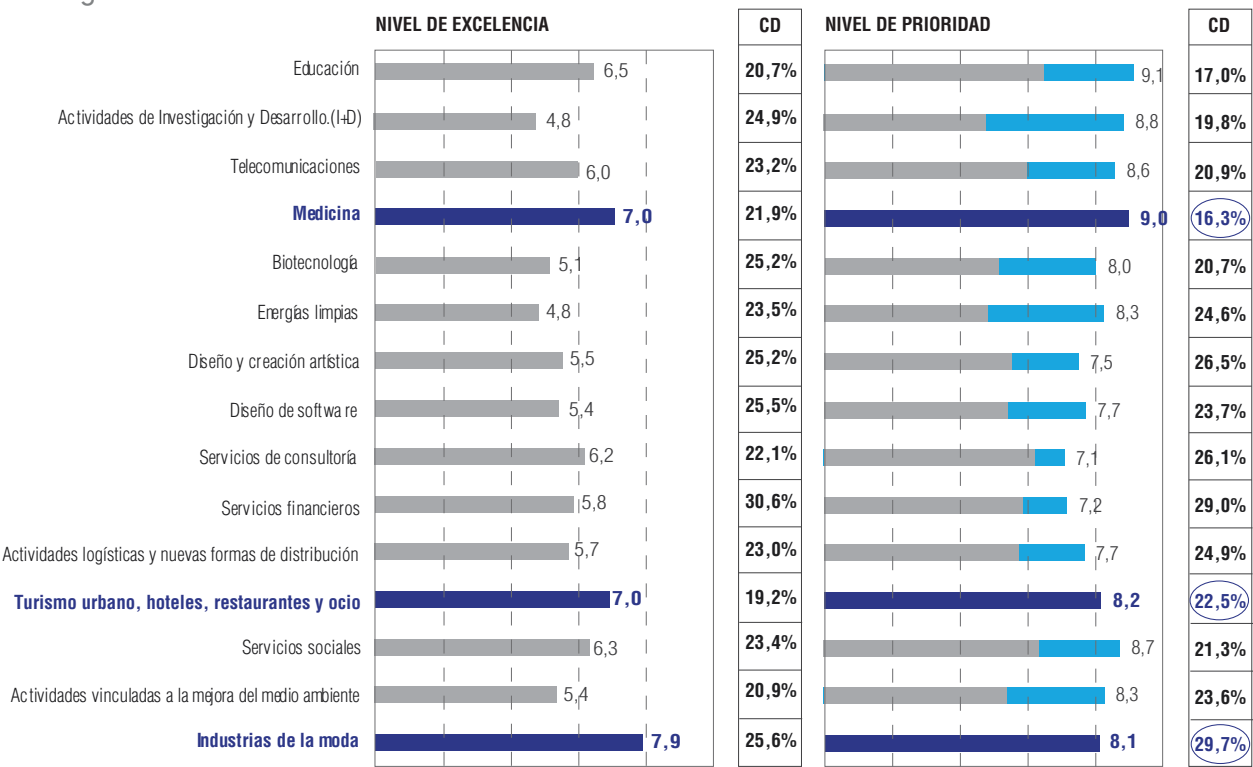 NIVEL DE EXCELENCIA CD NIVEL DE PRIORIDAD CD
Educación 6,5 20,7% 9,1 17,0%
Actividades de Investigación y Desarrollo.(I+D) 4,8 24,9% 8,8 19,8%
Telecomunicaciones 6,0 23,2% 8,6 20,9%
Medicina 7,0 21,9% 9,0 16,3%
Biotecnología 5,1 25,2% 8,0 20,7%
Energías limpias 4,8 23,5% 8,3 24,6%
Diseño y creación artística 5,5 25,2% 7,5 26,5%
Diseño de software 5,4 25,5% 7,7 23,7%
Servicios de consultoría 6,2 22,1% 7,1 26,1%
Servicios financieros 5,8 30,6% 7,2 29,0%
Actividades logísticas y nuevas formas de distribución 5,7 23,0% 7,7 24,9%
Turismo urbano, hoteles, restaurantes y ocio 7,0 19,2% 8,2 22,5%
Servicios sociales 6,3 23,4% 8,7 21,3%
Actividades vinculadas a la mejora del medio ambiente 5,4 20,9% 8,3 23,6%
Industrias de la moda 7,9 25,6% 8,1 29,7%